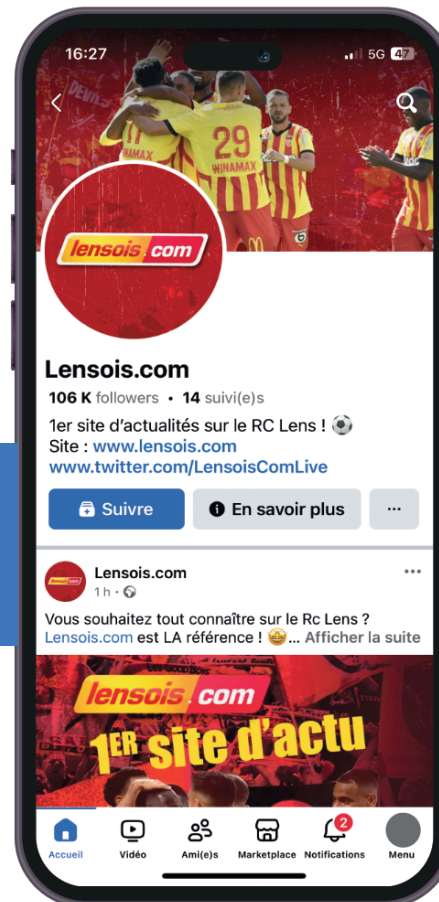 16:27
5G 47
DEVILS
11
29
WINAMAX
WINAMAX
lensois.com
Lensois.com
106 K followers • 14 suivi(e)s
1er site d'actualités sur le RC Lens ! ⚽
Site : www.lensois.com
www.twitter.com/LensoisComLive
Suivre
En savoir plus
...
Lensois.com
1 h ·
Vous souhaitez tout connaître sur le Rc Lens ?
Lensois.com est LA référence ! 🤩... Afficher la suite
lensois.com
1ER site d'actu
2
Accueil
Vidéo
Ami(e)s
Marketplace
Notifications
Menu